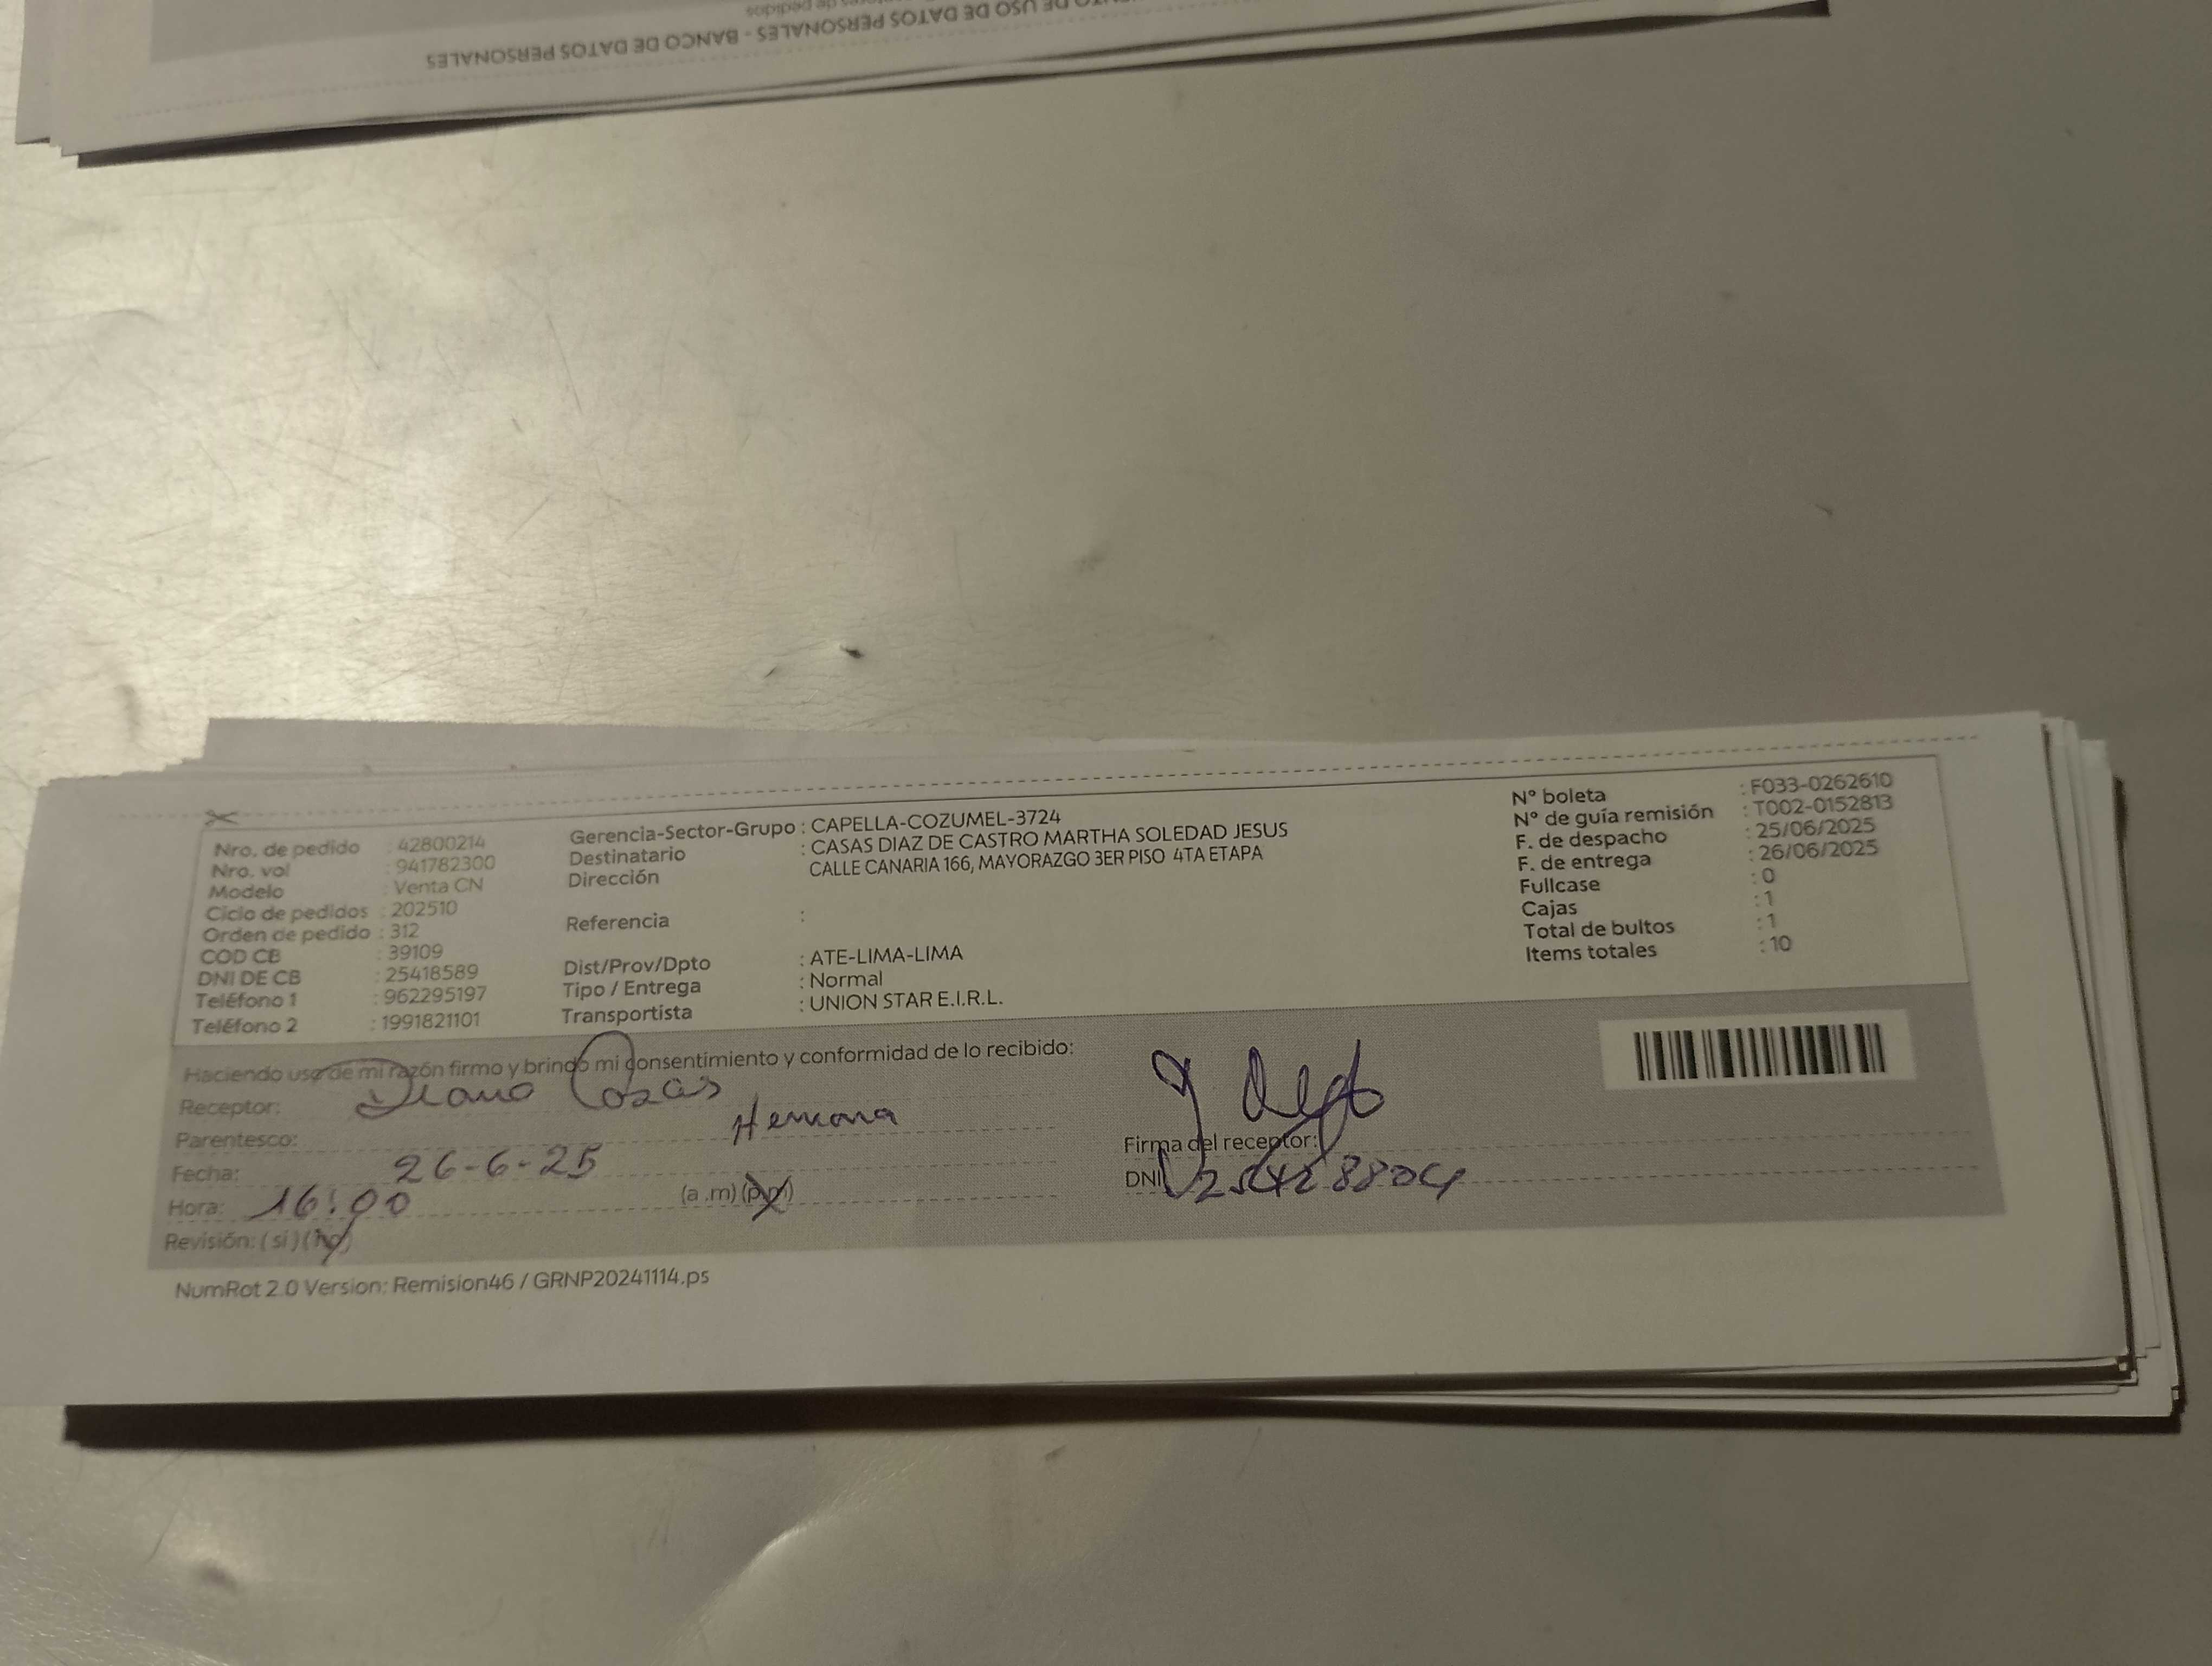 DE USO DE DATOS PERSONALES - BANCO DE DATOS PERSONALES
de pedidos
Nro. de pedido : 42800214
Nro. vol : 941782300
Modelo : Venta CN
Ciclo de pedidos : 202510
Orden de pedido : 312
COD CB : 39109
DNI DE CB : 25418589
Teléfono 1 : 962295197
Teléfono 2 : 1991821101
Gerencia-Sector-Grupo : CAPELLA-COZUMEL-3724
Destinatario : CASAS DIAZ DE CASTRO MARTHA SOLEDAD JESUS
Dirección CALLE CANARIA 166, MAYORAZGO 3ER PISO 4TA ETAPA
Referencia :
Dist/Prov/Dpto : ATE-LIMA-LIMA
Tipo / Entrega : Normal
Transportista : UNION STAR E.I.R.L.
N° boleta : F033-0262610
N° de guía remisión : T002-0152813
F. de despacho : 25/06/2025
F. de entrega : 26/06/2025
Fullcase : 0
Cajas : 1
Total de bultos : 1
Items totales : 10
Haciendo uso de mi razón firmo y brindo mi consentimiento y conformidad de lo recibido:
Receptor: Diana Casas
Parentesco: Hermana
Fecha: 26-6-25
Hora: 16:00 (a.m) (p.m)
Revisión: (si) (no)
Firma del receptor:
DNI 25428804
NumRot 2.0 Version: Remision46 / GRNP20241114.ps